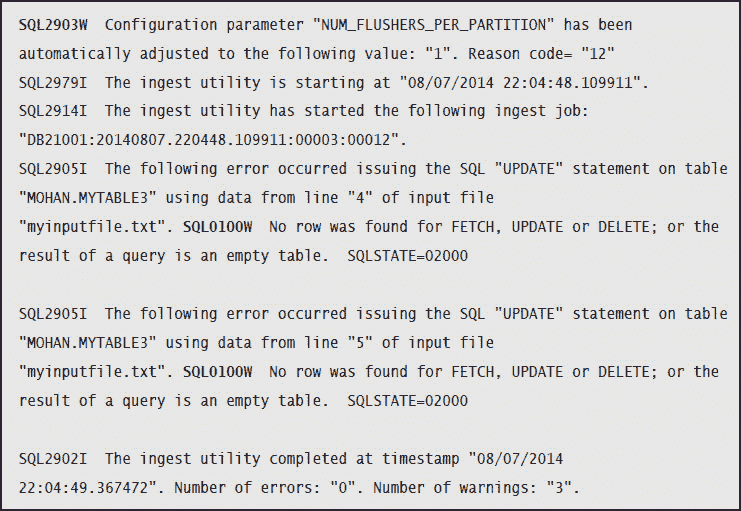 SQL2903W  Configuration parameter "NUM_FLUSHERS_PER_PARTITION" has been
automatically adjusted to the following value: "1". Reason code= "12"
SQL2979I  The ingest utility is starting at "08/07/2014 22:04:48.109911".
SQL2914I  The ingest utility has started the following ingest job:
"DB21001:20140807.220448.109911:00003:00012".
SQL2905I  The following error occurred issuing the SQL "UPDATE" statement on table
"MOHAN.MYTABLE3" using data from line "4" of input file
"myinputfile.txt". SQL0100W  No row was found for FETCH, UPDATE or DELETE; or the
result of a query is an empty table.  SQLSTATE=02000
SQL2905I  The following error occurred issuing the SQL "UPDATE" statement on table
"MOHAN.MYTABLE3" using data from line "5" of input file
"myinputfile.txt". SQL0100W  No row was found for FETCH, UPDATE or DELETE; or the
result of a query is an empty table.  SQLSTATE=02000
SQL2902I  The ingest utility completed at timestamp "08/07/2014
22:04:49.367472". Number of errors: "0". Number of warnings: "3".